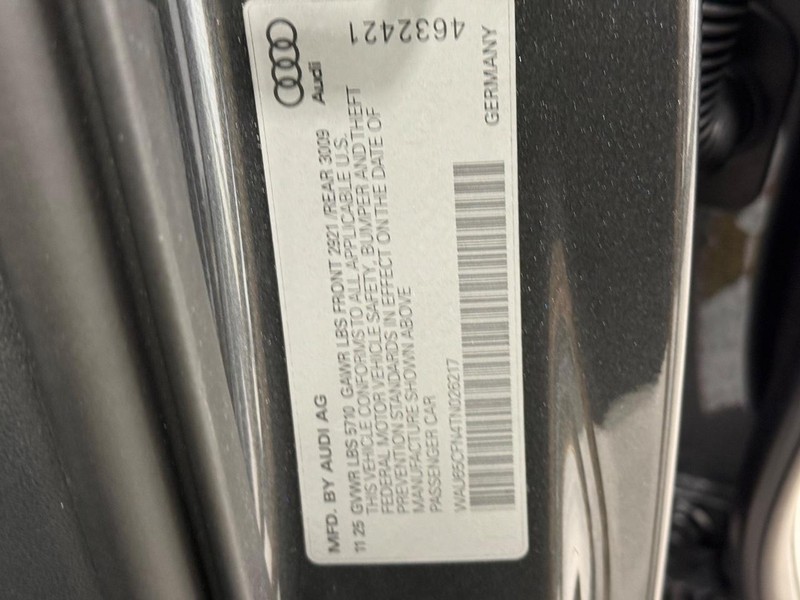 Audi
4632421
MFD. BY AUDI AG
11 25 GVWR LBS 5710 GAWR LBS FRONT 2921 /REAR 3009
THIS VEHICLE CONFORMS TO ALL APPLICABLE U.S.
FEDERAL MOTOR VEHICLE SAFETY, BUMPER AND THEFT
PREVENTION STANDARDS IN EFFECT ON THE DATE OF
MANUFACTURE SHOWN ABOVE
PASSENGER CAR
WAU65CFN4TN026217
GERMANY